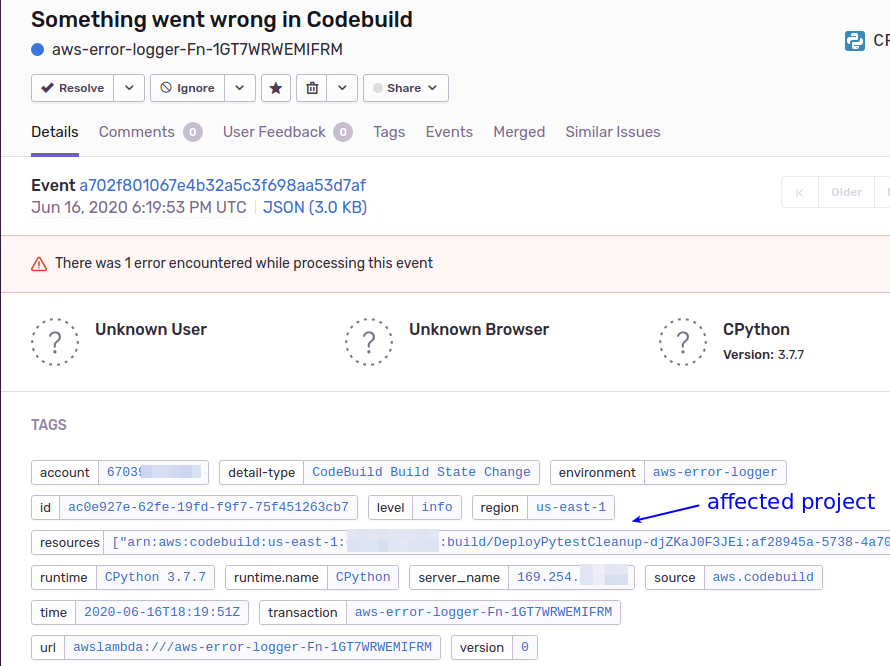 Something went wrong in Codebuild
aws-error-logger-Fn-1GT7WRWEMIFRM
Resolve Ignore Share
Details Comments 0 User Feedback 0 Tags Events Merged Similar Issues
Event a702f801067e4b32a5c3f698aa53d7af
Jun 16, 2020 6:19:53 PM UTC JSON (3.0 KB)
Older
There was 1 error encountered while processing this event
? Unknown User ? Unknown Browser ? CPython
Version: 3.7.7
TAGS
account 67039 detail-type CodeBuild Build State Change environment aws-error-logger
id ac0e927e-62fe-19fd-f9f7-75f451263cb7 level info region us-east-1
affected project
resources ["arn:aws:codebuild:us-east-1: :build/DeployPytestCleanup-djZKaJ0F3JEi:af28945a-5738-4a70
runtime CPython 3.7.7 runtime.name CPython server_name 169.254. source aws.codebuild
time 2020-06-16T18:19:51Z transaction aws-error-logger-Fn-1GT7WRWEMIFRM
url awslambda:///aws-error-logger-Fn-1GT7WRWEMIFRM version 0